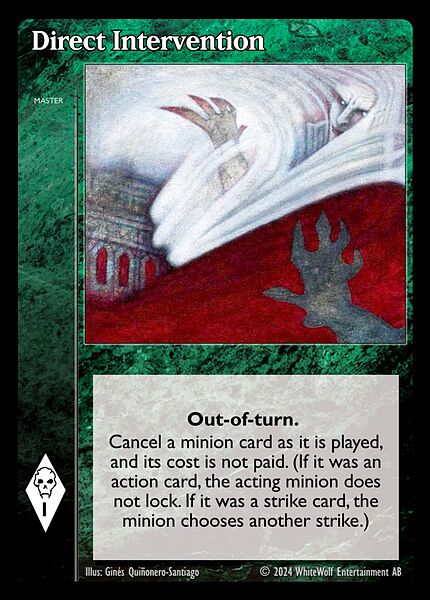 Direct Intervention
MASTER
Out-of-turn.
Cancel a minion card as it is played,
and its cost is not paid. (If it was an
action card, the acting minion does
not lock. If it was a strike card, the
minion chooses another strike.)
1
Illus: Ginés Quiñonero-Santiago
© 2024 WhiteWolf Entertainment AB